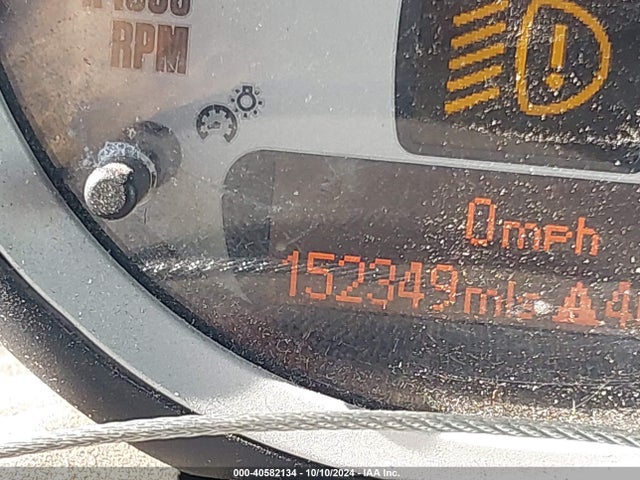 RPM
0mph
152349mls
000-40582134 - 10/10/2024 - IAA Inc.